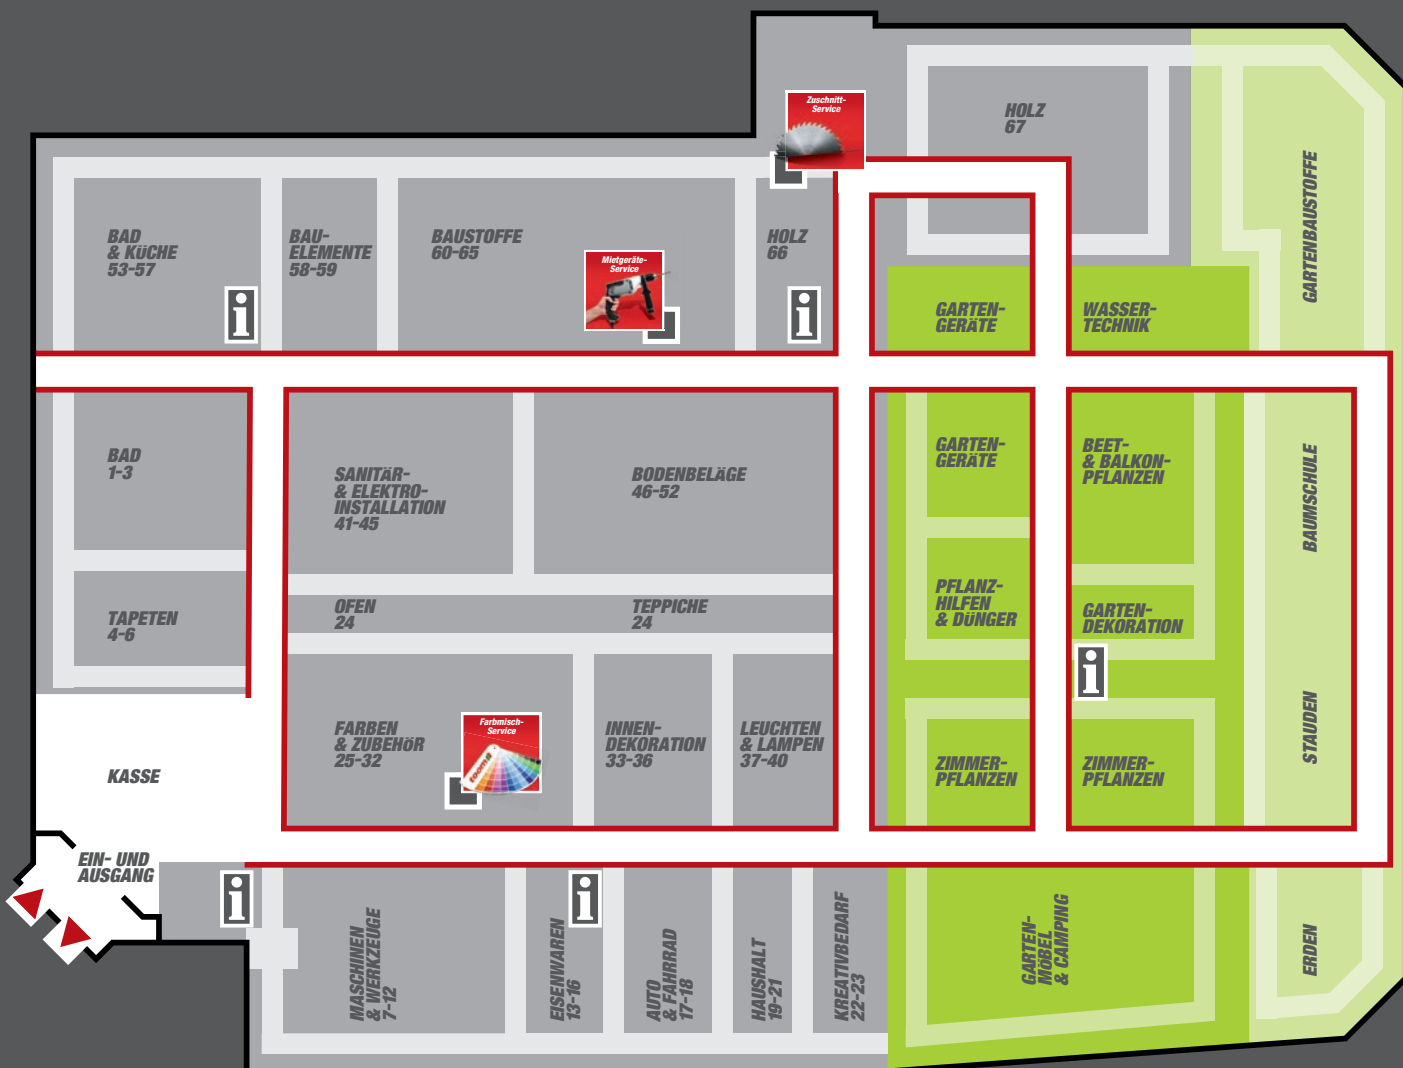 Zuschnitt-
Service
HOLZ
67
BAD
& KÜCHE
53-57
BAU-
ELEMENTE
58-59
BAUSTOFFE
60-65
Mietgeräte-
Service
HOLZ
66
GARTEN-
GERÄTE
WASSER-
TECHNIK
GARTENBAUSTOFFE
BAD
1-3
SANITÄR-
& ELEKTRO-
INSTALLATION
41-45
BODENBELÄGE
46-52
GARTEN-
GERÄTE
BEET-
& BALKON-
PFLANZEN
BAUMSCHULE
TAPETEN
4-6
OFEN
24
TEPPICHE
24
PFLANZ-
HILFEN
& DÜNGER
GARTEN-
DEKORATION
STAUDEN
KASSE
FARBEN
& ZUBEHÖR
25-32
Farbmisch-
Service
toom
INNEN-
DEKORATION
33-36
LEUCHTEN
& LAMPEN
37-40
ZIMMER-
PFLANZEN
ZIMMER-
PFLANZEN
EIN- UND
AUSGANG
MASCHINEN
& WERKZEUGE
7-12
EISENWAREN
13-16
AUTO
& FAHRRAD
17-18
HAUSHALT
19-21
KREATIVBEDARF
22-23
GARTEN-
MÖBEL
& CAMPING
ERDEN
i
i
i
i
i